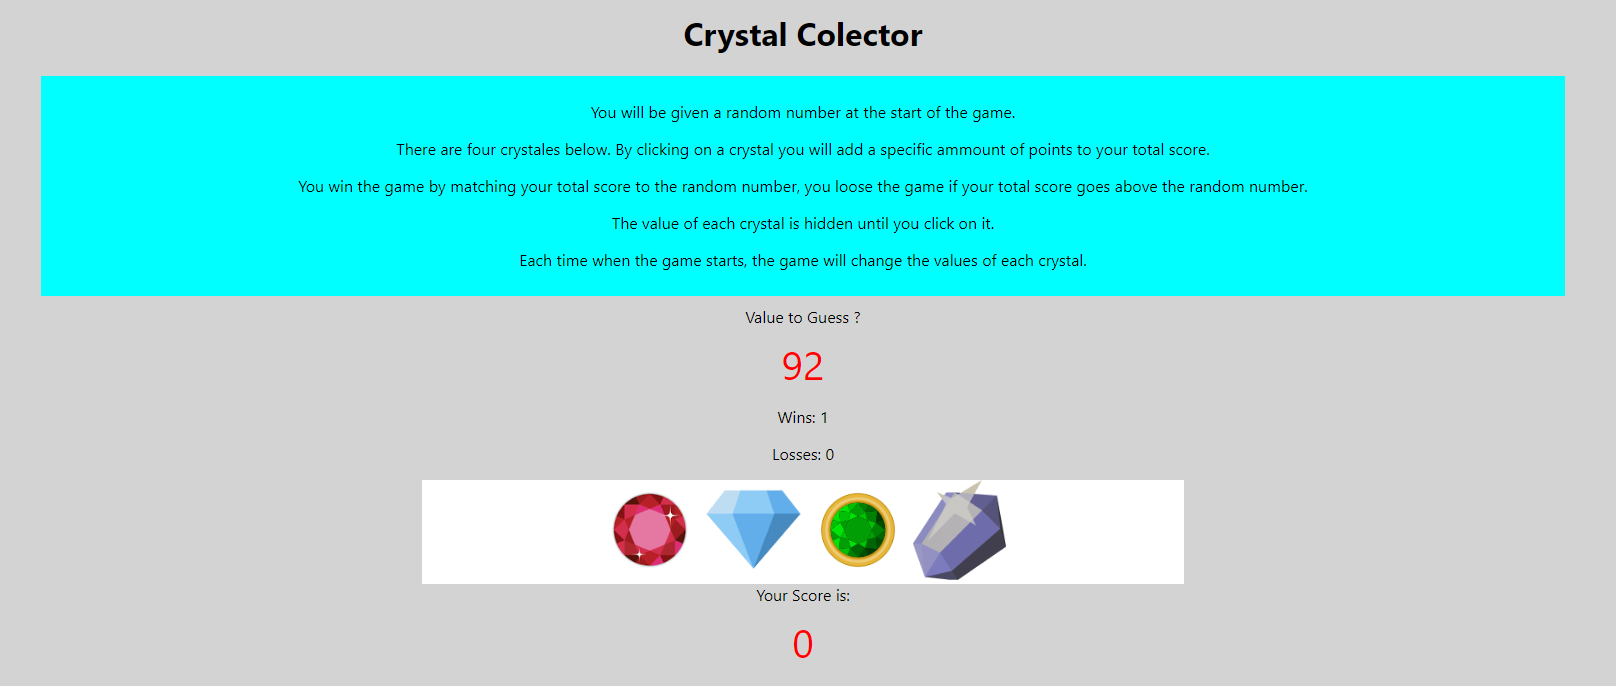 Crystal Colector
You will be given a random number at the start of the game.
There are four crystales below. By clicking on a crystal you will add a specific ammount of points to your total score.
You win the game by matching your total score to the random number, you loose the game if your total score goes above the random number.
The value of each crystal is hidden until you click on it.
Each time when the game starts, the game will change the values of each crystal.
Value to Guess ?
92
Wins: 1
Losses: 0
Your Score is:
0